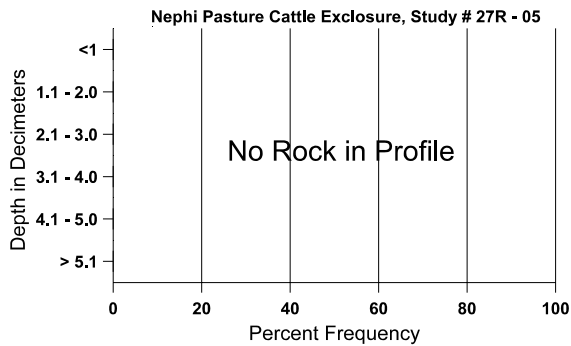 Nephi Pasture Cattle Exclosure, Study # 27R - 05
Depth in Decimeters
<1
1.1 - 2.0
2.1 - 3.0
3.1 - 4.0
4.1 - 5.0
> 5.1
No Rock in Profile
0 20 40 60 80 100
Percent Frequency